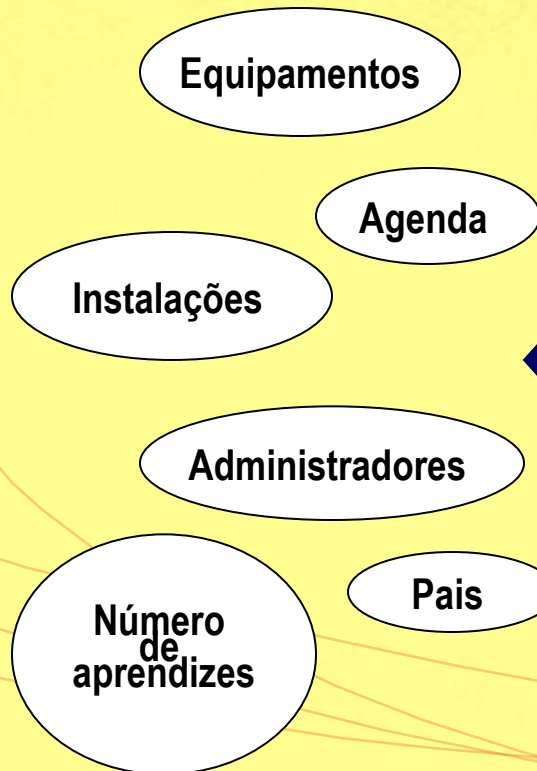 Equipamentos
Agenda
Instalações
Administradores
Pais
Número
de
aprendizes